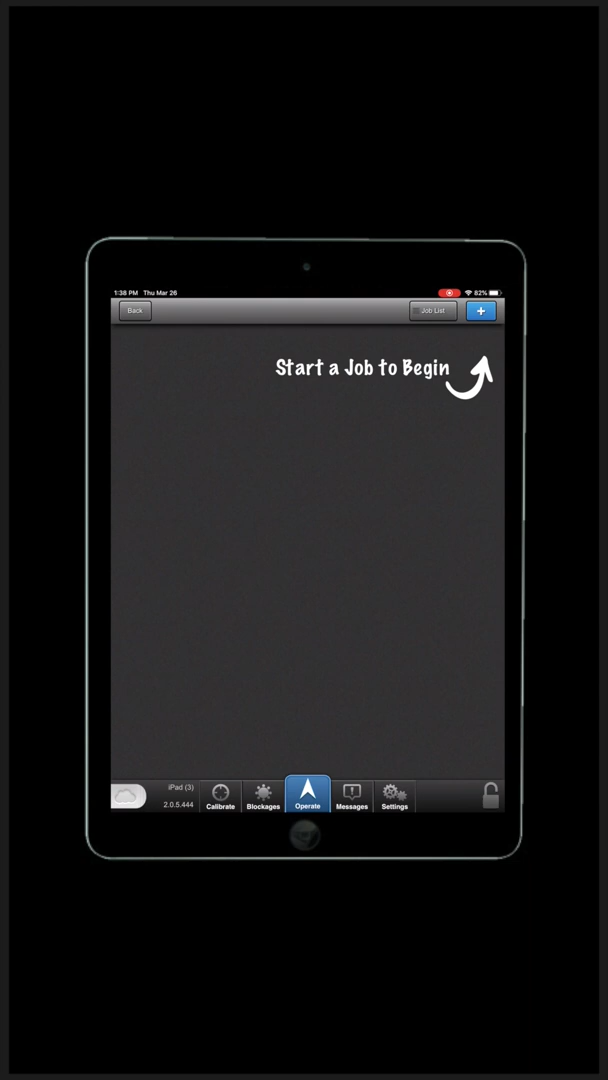 1:38 PM Thu Mar 26
82%
Back
Job List
+
Start a Job to Begin
iPad (3)
2.0.5.444
Calibrate
Blockages
Operate
Messages
Settings